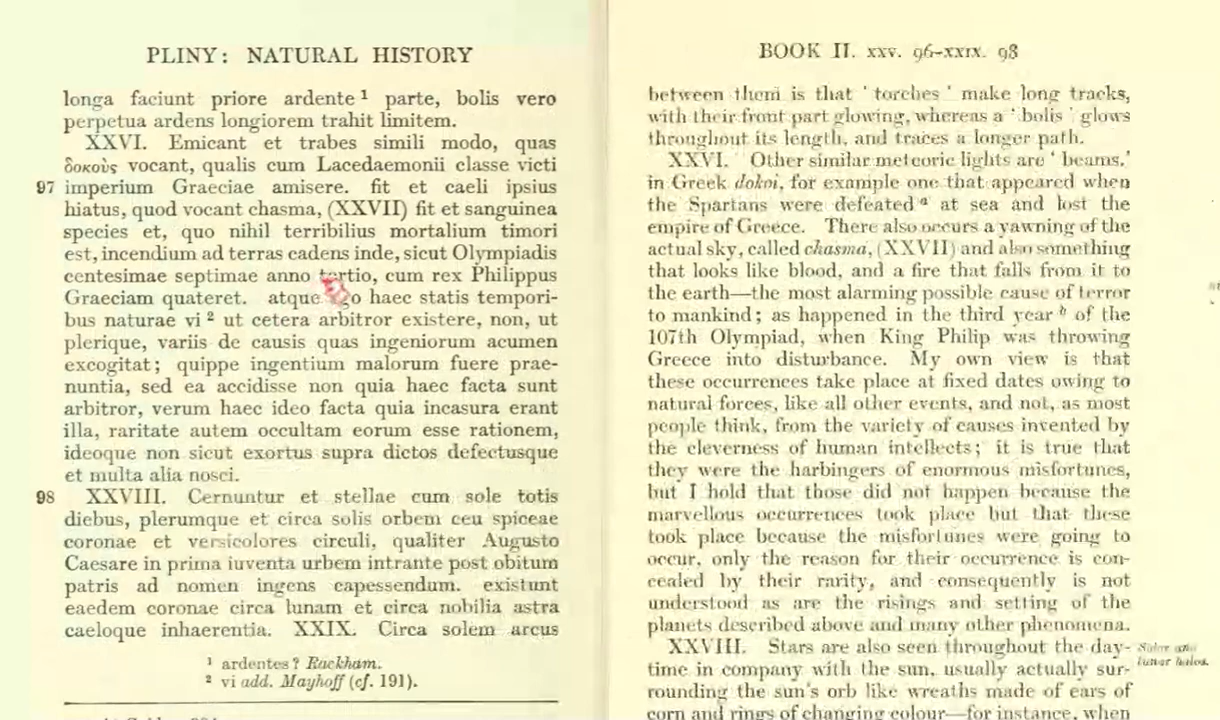 PLINY: NATURAL HISTORY
longa faciunt priore ardente ¹ parte, bolis vero
perpetua ardens longiorem trahit limitem.
XXVI. Emicant et trabes simili modo, quas
δοκοὺς vocant, qualis cum Lacedaemonii classe victi
97 imperium Graeciae amisere. fit et caeli ipsius
hiatus, quod vocant chasma, (XXVII) fit et sanguinea
species et, quo nihil terribilius mortalium timori
est, incendium ad terras cadens inde, sicut Olympiadis
centesimae septimae anno tertio, cum rex Philippus
Graeciam quateret. atque haec statis tempori-
bus naturae vi ² ut cetera arbitror existere, non, ut
plerique, variis de causis quas ingeniorum acumen
excogitat; quippe ingentium malorum fuere prae-
nuntia, sed ea accidisse non quia haec facta sunt
arbitror, verum haec ideo facta quia incasura erant
illa, raritate autem occultam eorum esse rationem,
ideoque non sicut exortus supra dictos defectusque
et multa alia nosci.
98 XXVIII. Cernuntur et stellae cum sole totis
diebus, plerumque et circa solis orbem ceu spiceae
coronae et versicolores circuli, qualiter Augusto
Caesare in prima iuventa urbem intrante post obitum
patris ad nomen ingens capessendum. existunt
eaedem coronae circa lunam et circa nobilia astra
caeloque inhaerentia. XXIX. Circa solem arcus
¹ ardentes? Rackham.
² vi add. Mayhoff (cf. 191).
BOOK II. xxv. 96–xxix. 98
between them is that ' torches ' make long tracks,
with their front part glowing, whereas a ' bolis ' glows
throughout its length, and traces a longer path.
XXVI. Other similar meteoric lights are ' beams,'
in Greek dokoi, for example one that appeared when
the Spartans were defeated ᵃ at sea and lost the
empire of Greece. There also occurs a yawning of the
actual sky, called chasma, (XXVII) and also something
that looks like blood, and a fire that falls from it to
the earth—the most alarming possible cause of terror
to mankind; as happened in the third year ᵇ of the
107th Olympiad, when King Philip was throwing
Greece into disturbance. My own view is that
these occurrences take place at fixed dates owing to
natural forces, like all other events, and not, as most
people think, from the variety of causes invented by
the cleverness of human intellects; it is true that
they were the harbingers of enormous misfortunes,
but I hold that those did not happen because the
marvellous occurrences took place but that these
took place because the misfortunes were going to
occur, only the reason for their occurrence is con-
cealed by their rarity, and consequently is not
understood as are the risings and setting of the
planets described above and many other phenomena.
XXVIII. Stars are also seen throughout the day-
time in company with the sun, usually actually sur-
rounding the sun's orb like wreaths made of ears of
corn and rings of changing colour—for instance, when
Solar and
lunar halos.